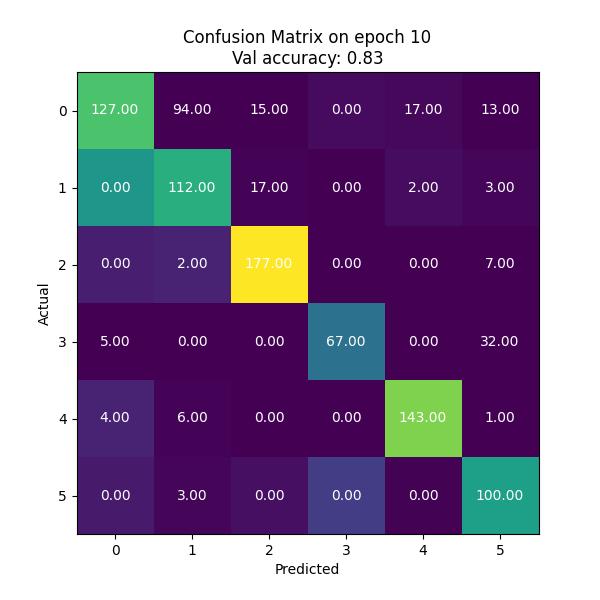 Confusion Matrix on epoch 10
Val accuracy: 0.83
Actual
0 127.00 94.00 15.00 0.00 17.00 13.00
1 0.00 112.00 17.00 0.00 2.00 3.00
2 0.00 2.00 177.00 0.00 0.00 7.00
3 5.00 0.00 0.00 67.00 0.00 32.00
4 4.00 6.00 0.00 0.00 143.00 1.00
5 0.00 3.00 0.00 0.00 0.00 100.00
0 1 2 3 4 5
Predicted